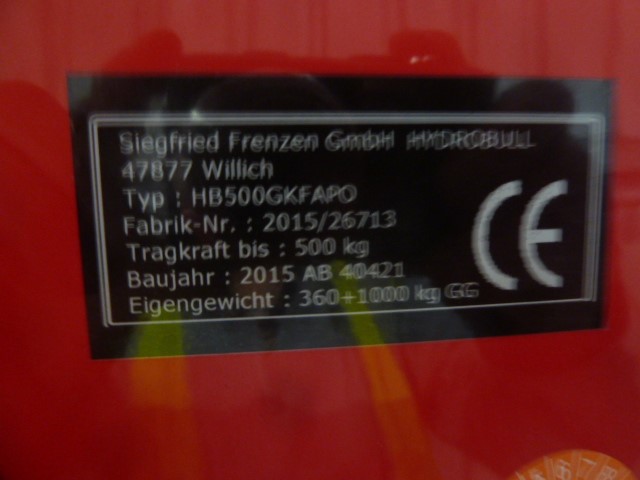 Siegfried Frenzen GmbH HYDROBULL
47877 Willich
Typ : HB500GKFAPO
Fabrik-Nr. : 2015/26713
Tragkraft bis : 500 kg
Baujahr : 2015 AB 40421
Eigengewicht : 360+1000 kg GG
CE